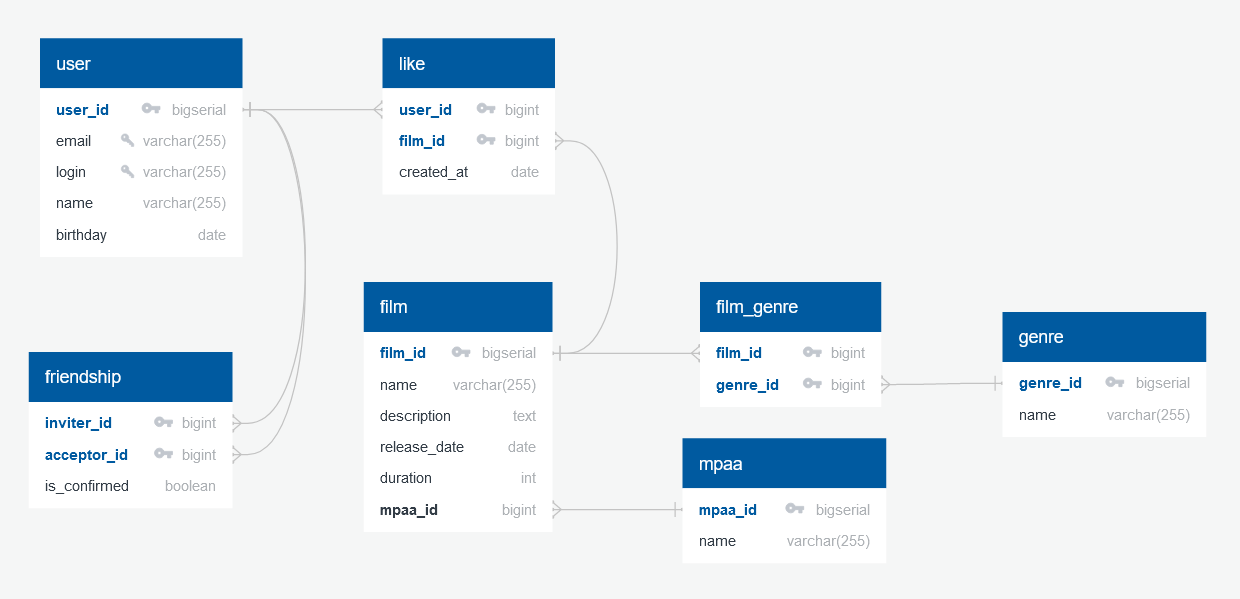 user
user_id bigserial
email varchar(255)
login varchar(255)
name varchar(255)
birthday date
like
user_id bigint
film_id bigint
created_at date
friendship
inviter_id bigint
acceptor_id bigint
is_confirmed boolean
film
film_id bigserial
name varchar(255)
description text
release_date date
duration int
mpaa_id bigint
film_genre
film_id bigint
genre_id bigint
genre
genre_id bigserial
name varchar(255)
mpaa
mpaa_id bigserial
name varchar(255)